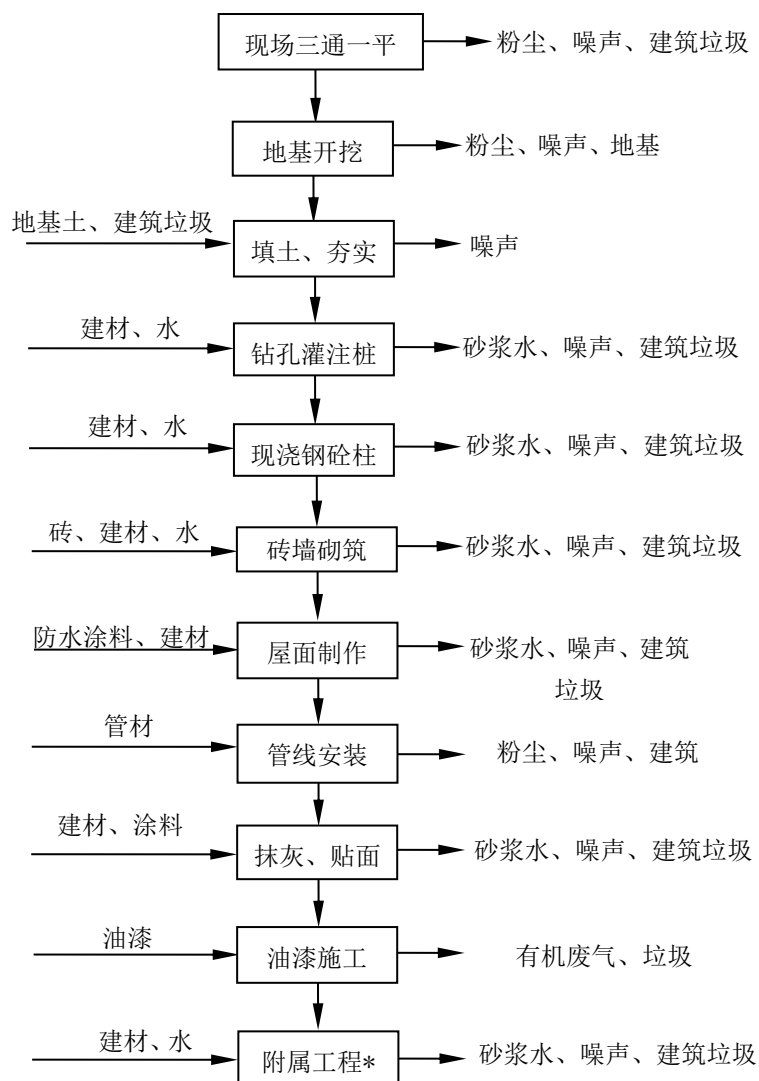 现场三通一平
粉尘、噪声、建筑垃圾
地基开挖
粉尘、噪声、地基
地基土、建筑垃圾
填土、夯实
噪声
建材、水
钻孔灌注桩
砂浆水、噪声、建筑垃圾
建材、水
现浇钢砼柱
砂浆水、噪声、建筑垃圾
砖、建材、水
砖墙砌筑
砂浆水、噪声、建筑垃圾
防水涂料、建材
屋面制作
砂浆水、噪声、建筑
垃圾
管材
管线安装
粉尘、噪声、建筑
建材、涂料
抹灰、贴面
砂浆水、噪声、建筑垃圾
油漆
油漆施工
有机废气、垃圾
建材、水
附属工程*
砂浆水、噪声、建筑垃圾